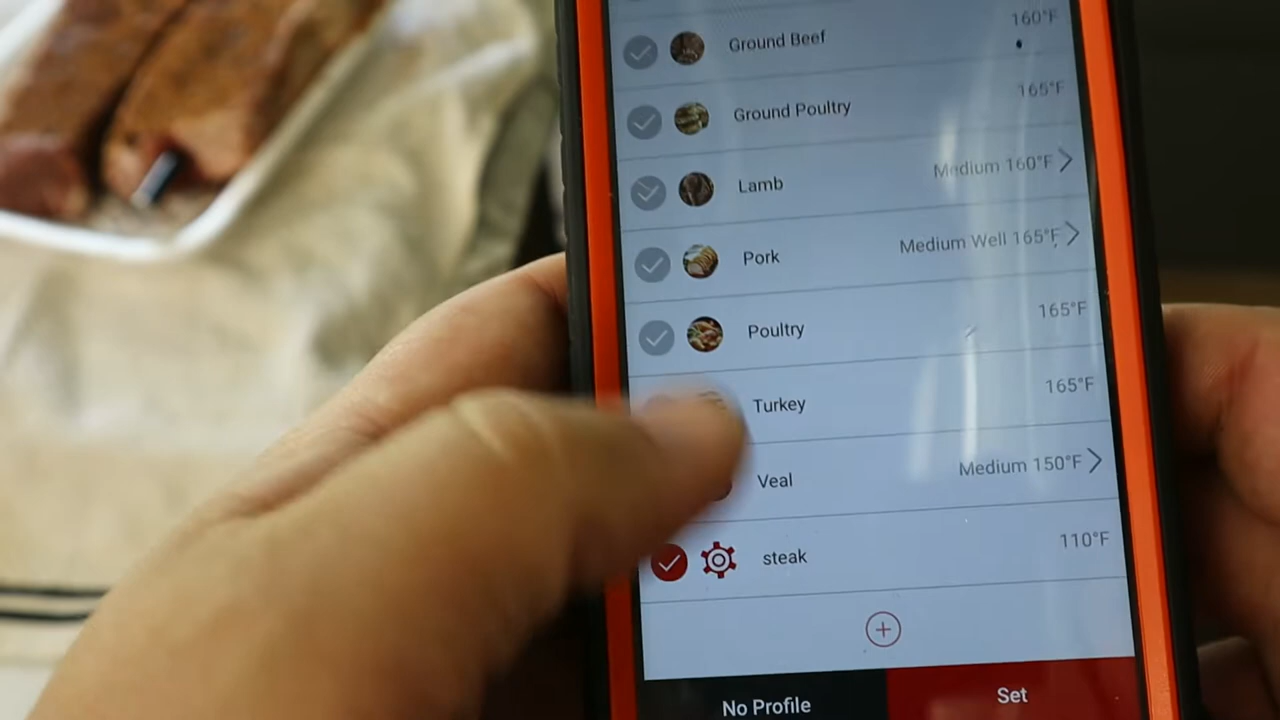 Ground Beef 160°F
Ground Poultry 165°F
Lamb Medium 160°F
Pork Medium Well 165°F
Poultry 165°F
Turkey 165°F
Veal Medium 150°F
steak 110°F
No Profile Set